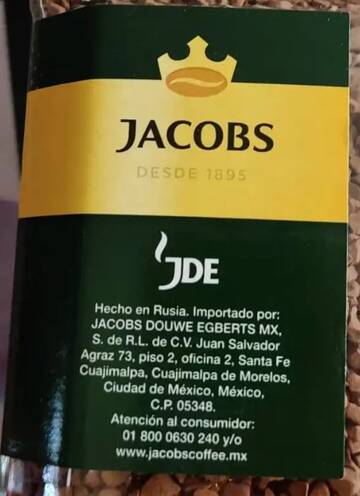 JACOBS
DESDE 1895
JDE
Hecho en Rusia. Importado por:
JACOBS DOUWE EGBERTS MX,
S. de R.L. de C.V. Juan Salvador
Agraz 73, piso 2, oficina 2, Santa Fe
Cuajimalpa, Cuajimalpa de Morelos,
Ciudad de México, México,
C.P. 05348.
Atención al consumidor:
01 800 0630 240 y/o
www.jacobscoffee.mx